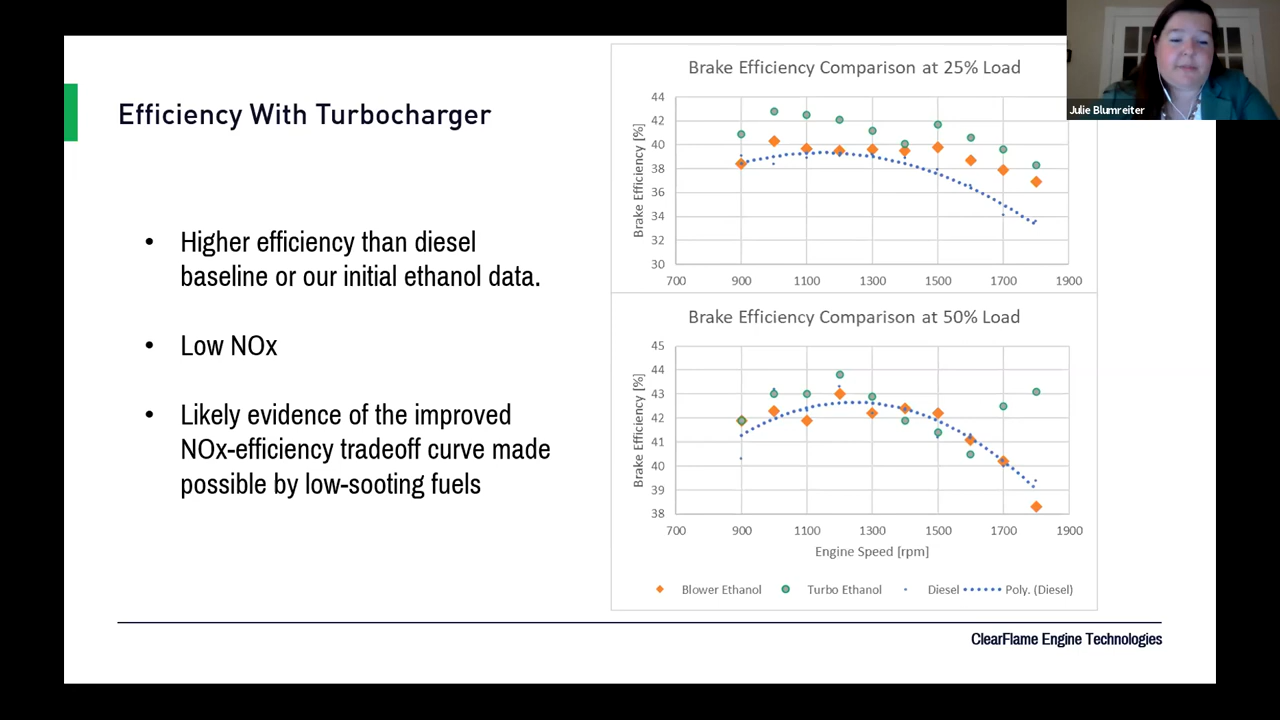 Julie Blumreiter
Efficiency With Turbocharger
• Higher efficiency than diesel
baseline or our initial ethanol data.
• Low NOx
• Likely evidence of the improved
NOx-efficiency tradeoff curve made
possible by low-sooting fuels
Brake Efficiency Comparison at 25% Load
Brake Efficiency [%]
44
42
40
38
36
34
32
30
700 900 1100 1300 1500 1700 1900
Brake Efficiency Comparison at 50% Load
Brake Efficiency [%]
45
44
43
42
41
40
39
38
700 900 1100 1300 1500 1700 1900
Engine Speed [rpm]
Blower Ethanol Turbo Ethanol Diesel Poly. (Diesel)
ClearFlame Engine Technologies